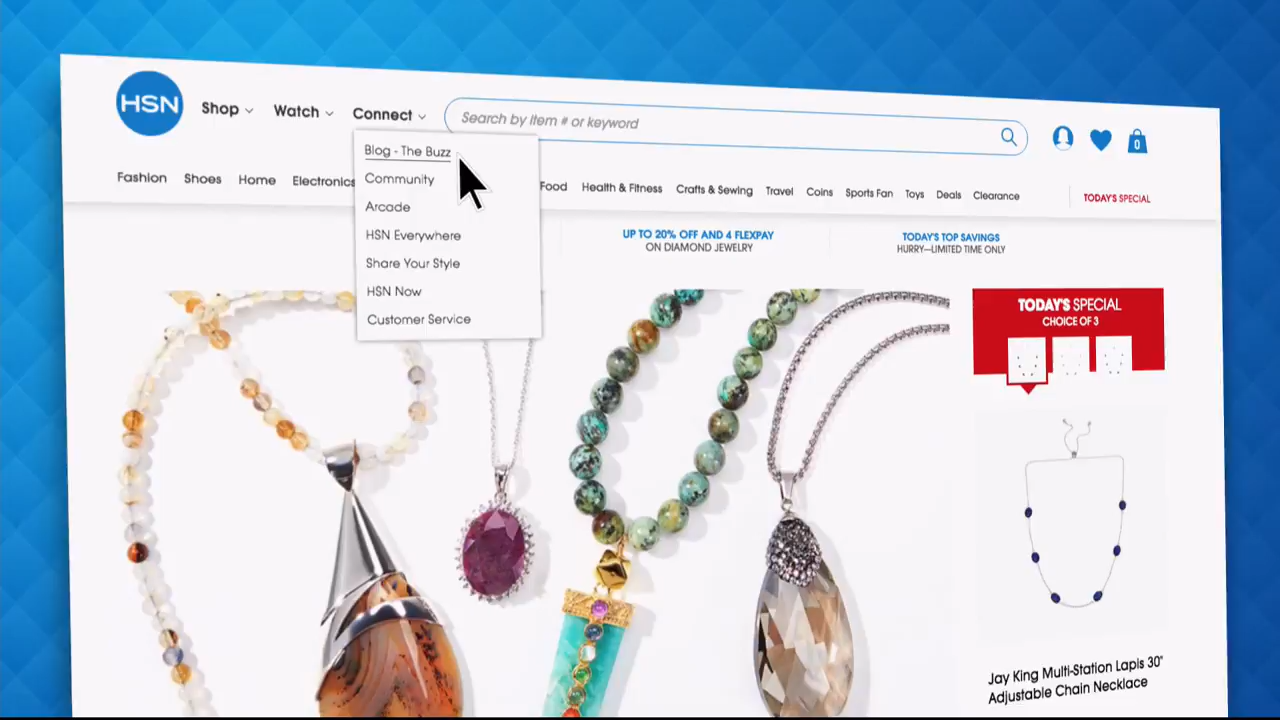 HSN
Shop
Watch
Connect
Search by item # or keyword
0
Blog - The Buzz
Community
Arcade
HSN Everywhere
Share Your Style
HSN Now
Customer Service
Fashion
Shoes
Home
Electronics
Food
Health & Fitness
Crafts & Sewing
Travel
Coins
Sports Fan
Toys
Deals
Clearance
TODAY'S SPECIAL
UP TO 20% OFF AND 4 FLEXPAY
ON DIAMOND JEWELRY
TODAY'S TOP SAVINGS
HURRY—LIMITED TIME ONLY
TODAY'S SPECIAL
CHOICE OF 3
Jay King Multi-Station Lapis 30"
Adjustable Chain Necklace